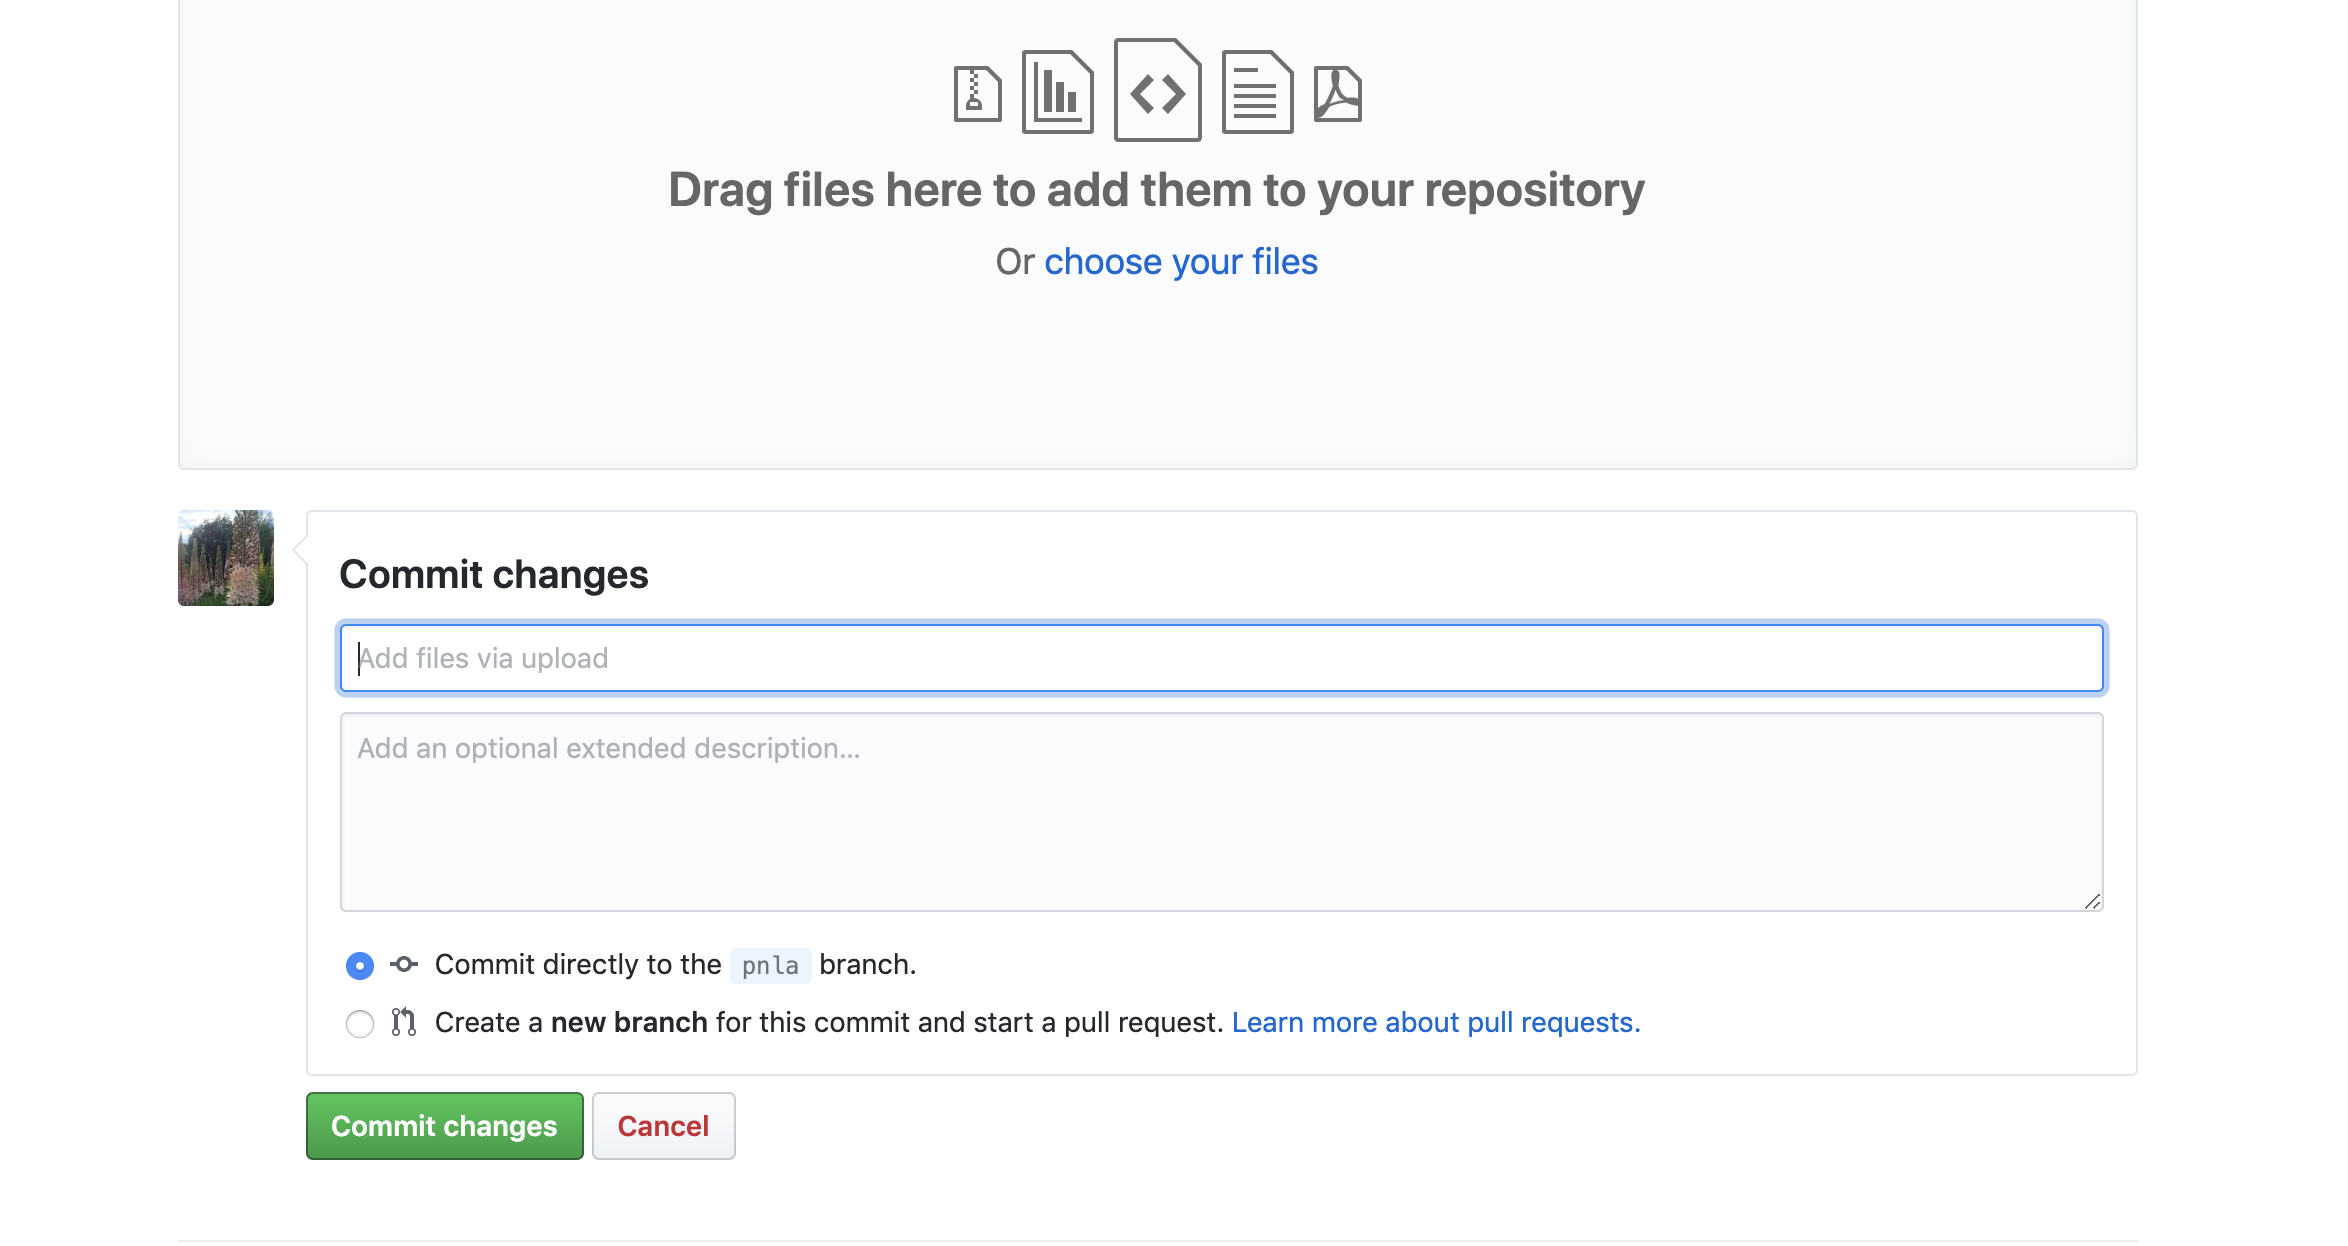 Drag files here to add them to your repository
Or choose your files
Commit changes
Add files via upload
Add an optional extended description...
Commit directly to the pnla branch.
Create a new branch for this commit and start a pull request. Learn more about pull requests.
Commit changes Cancel